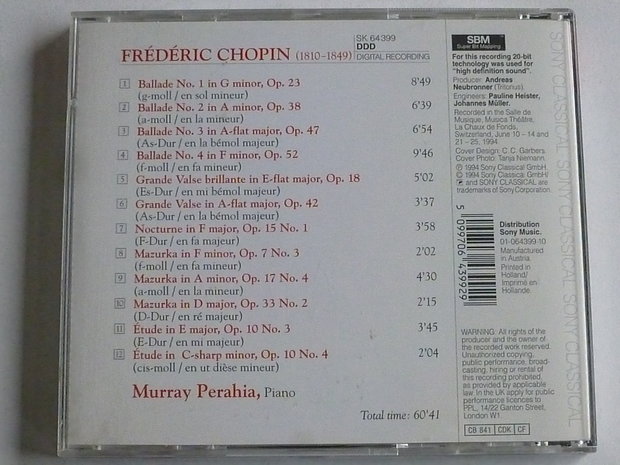 FRÉDÉRIC CHOPIN (1810-1849)
SK 64399
DDD
DIGITAL RECORDING
1 Ballade No. 1 in G minor, Op. 23 8'49
(g-moll / en sol mineur)
2 Ballade No. 2 in A minor, Op. 38 6'39
(a-moll / en la mineur)
3 Ballade No. 3 in A-flat major, Op. 47 6'54
(As-Dur / en la bémol majeur)
4 Ballade No. 4 in F minor, Op. 52 9'46
(f-moll / en fa mineur)
5 Grande Valse brillante in E-flat major, Op. 18 5'02
(Es-Dur / en mi bémol majeur)
6 Grande Valse in A-flat major, Op. 42 3'37
(As-Dur / en la bémol majeur)
7 Nocturne in F major, Op. 15 No. 1 3'58
(F-Dur / en fa majeur)
8 Mazurka in F minor, Op. 7 No. 3 2'02
(f-moll / en fa mineur)
9 Mazurka in A minor, Op. 17 No. 4 4'30
(a-moll / en la mineur)
10 Mazurka in D major, Op. 33 No. 2 2'15
(D-Dur / en ré majeur)
11 Étude in E major, Op. 10 No. 3 3'45
(E-Dur / en mi majeur)
12 Étude in C-sharp minor, Op. 10 No. 4 2'04
(cis-moll / en ut dièse mineur)
Murray Perahia, Piano
Total time: 60'41
SBM
Super Bit Mapping
For this recording 20-bit
technology was used for
"high definition sound".
Producer: Andreas
Neubronner (Tritonus).
Engineers: Pauline Heister,
Johannes Müller.
Recorded in the Salle de
Musique, Musica Théâtre,
La Chaux de Fonds,
Switzerland, June 10 - 14 and
21 - 25, 1994.
Cover Design: C.C. Garbers.
Cover Photo: Tanja Niemann
℗ 1994 Sony Classical GmbH.
© 1994 Sony Classical GmbH/
and SONY CLASSICAL are
trademarks of Sony Corporation.
5 099706 439929
Distribution
Sony Music.
01-064399-10
Manufactured
in Austria.
Printed in
Holland/
Imprimé en
Hollande.
WARNING: All rights of the
producer and the owner of
the recorded work reserved.
Unauthorized copying,
public performance, broad-
casting, hiring or rental of
this recording prohibited,
as expressly provided by
applicable law. In the UK apply for public
performance licences to
PPL, 14/22 Ganton Street,
London W1.
CB 841 CDK CF
SONY CLASSICAL SONY CLASSICAL SONY CLASSICAL SONY CLASSICAL